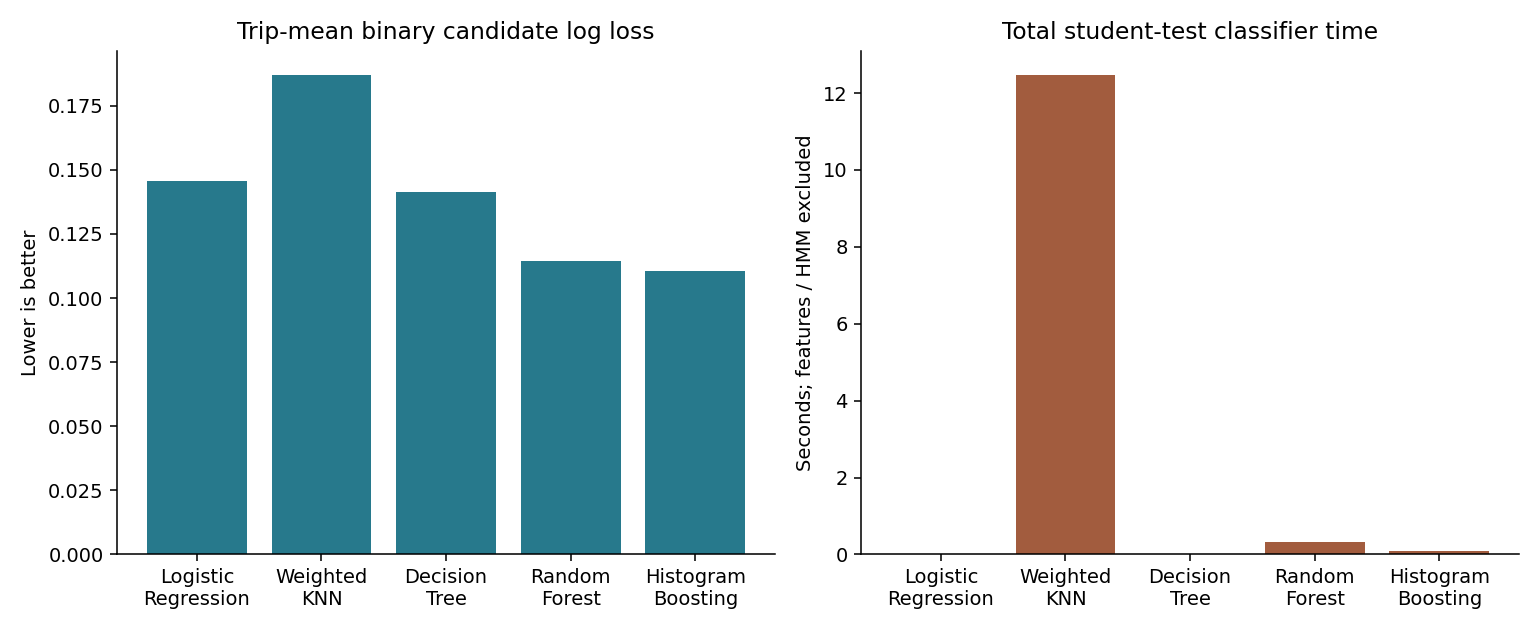 Trip-mean binary candidate log loss
Lower is better
0.175
0.150
0.125
0.100
0.075
0.050
0.025
0.000
Logistic
Regression
Weighted
KNN
Decision
Tree
Random
Forest
Histogram
Boosting
Total student-test classifier time
Seconds; features / HMM excluded
12
10
8
6
4
2
0
Logistic
Regression
Weighted
KNN
Decision
Tree
Random
Forest
Histogram
Boosting